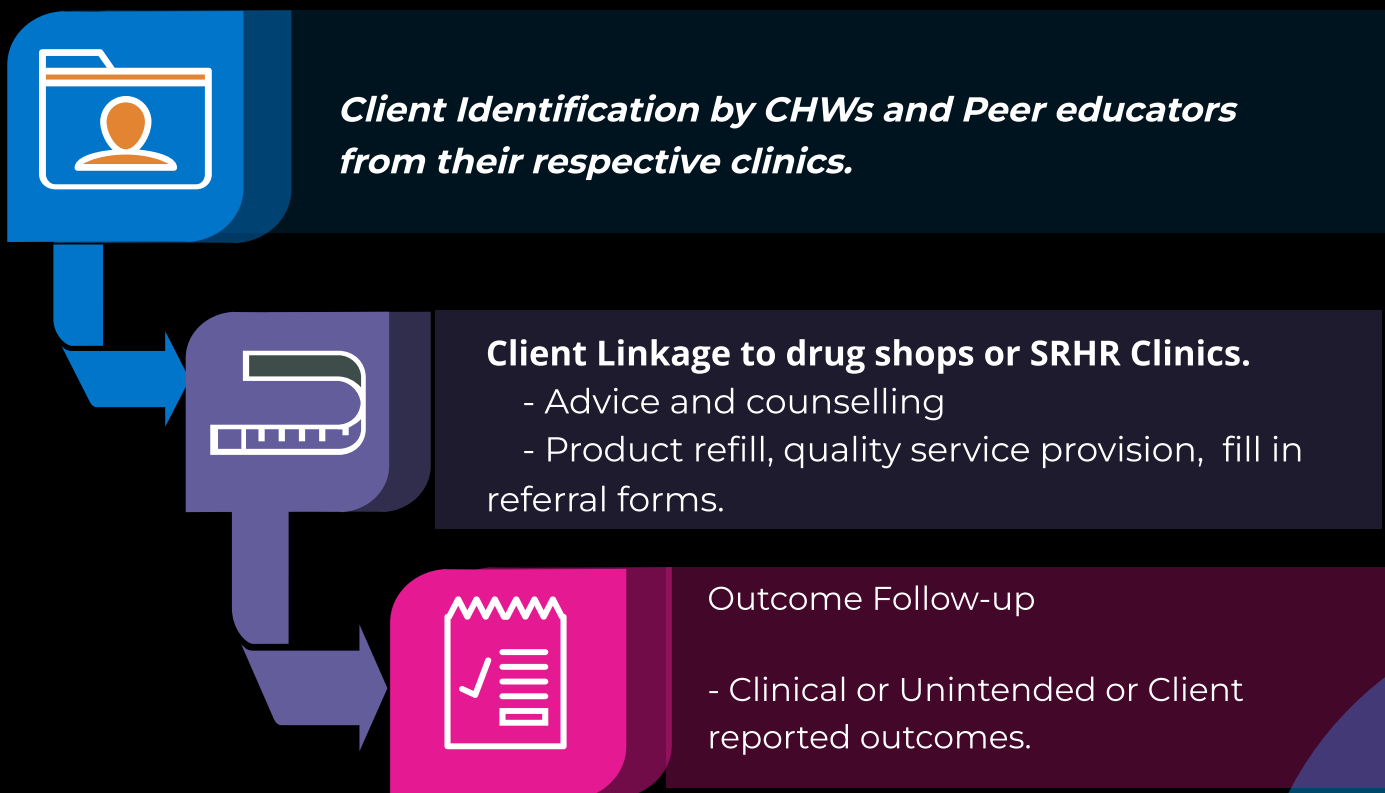 Client Identification by CHWs and Peer educators
from their respective clinics.
Client Linkage to drug shops or SRHR Clinics.
- Advice and counselling
- Product refill, quality service provision,  fill in
referral forms.
Outcome Follow-up
- Clinical or Unintended or Client
reported outcomes.